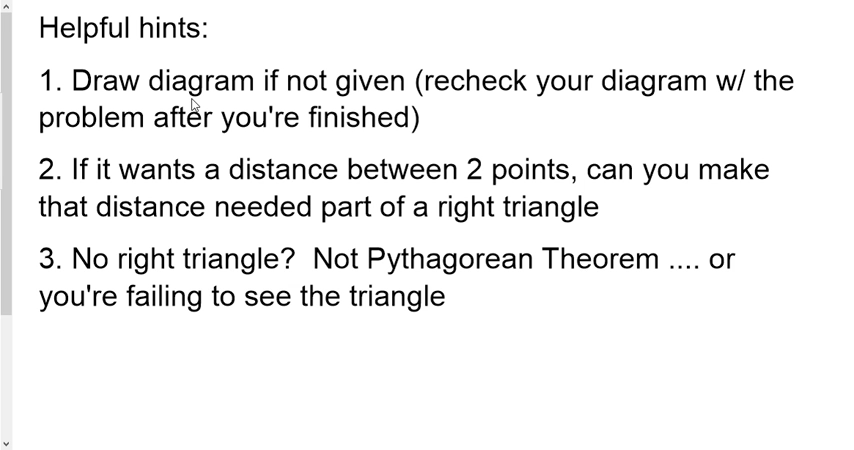 Helpful hints:
1. Draw diagram if not given (recheck your diagram w/ the
problem after you're finished)
2. If it wants a distance between 2 points, can you make
that distance needed part of a right triangle
3. No right triangle?  Not Pythagorean Theorem .... or
you're failing to see the triangle